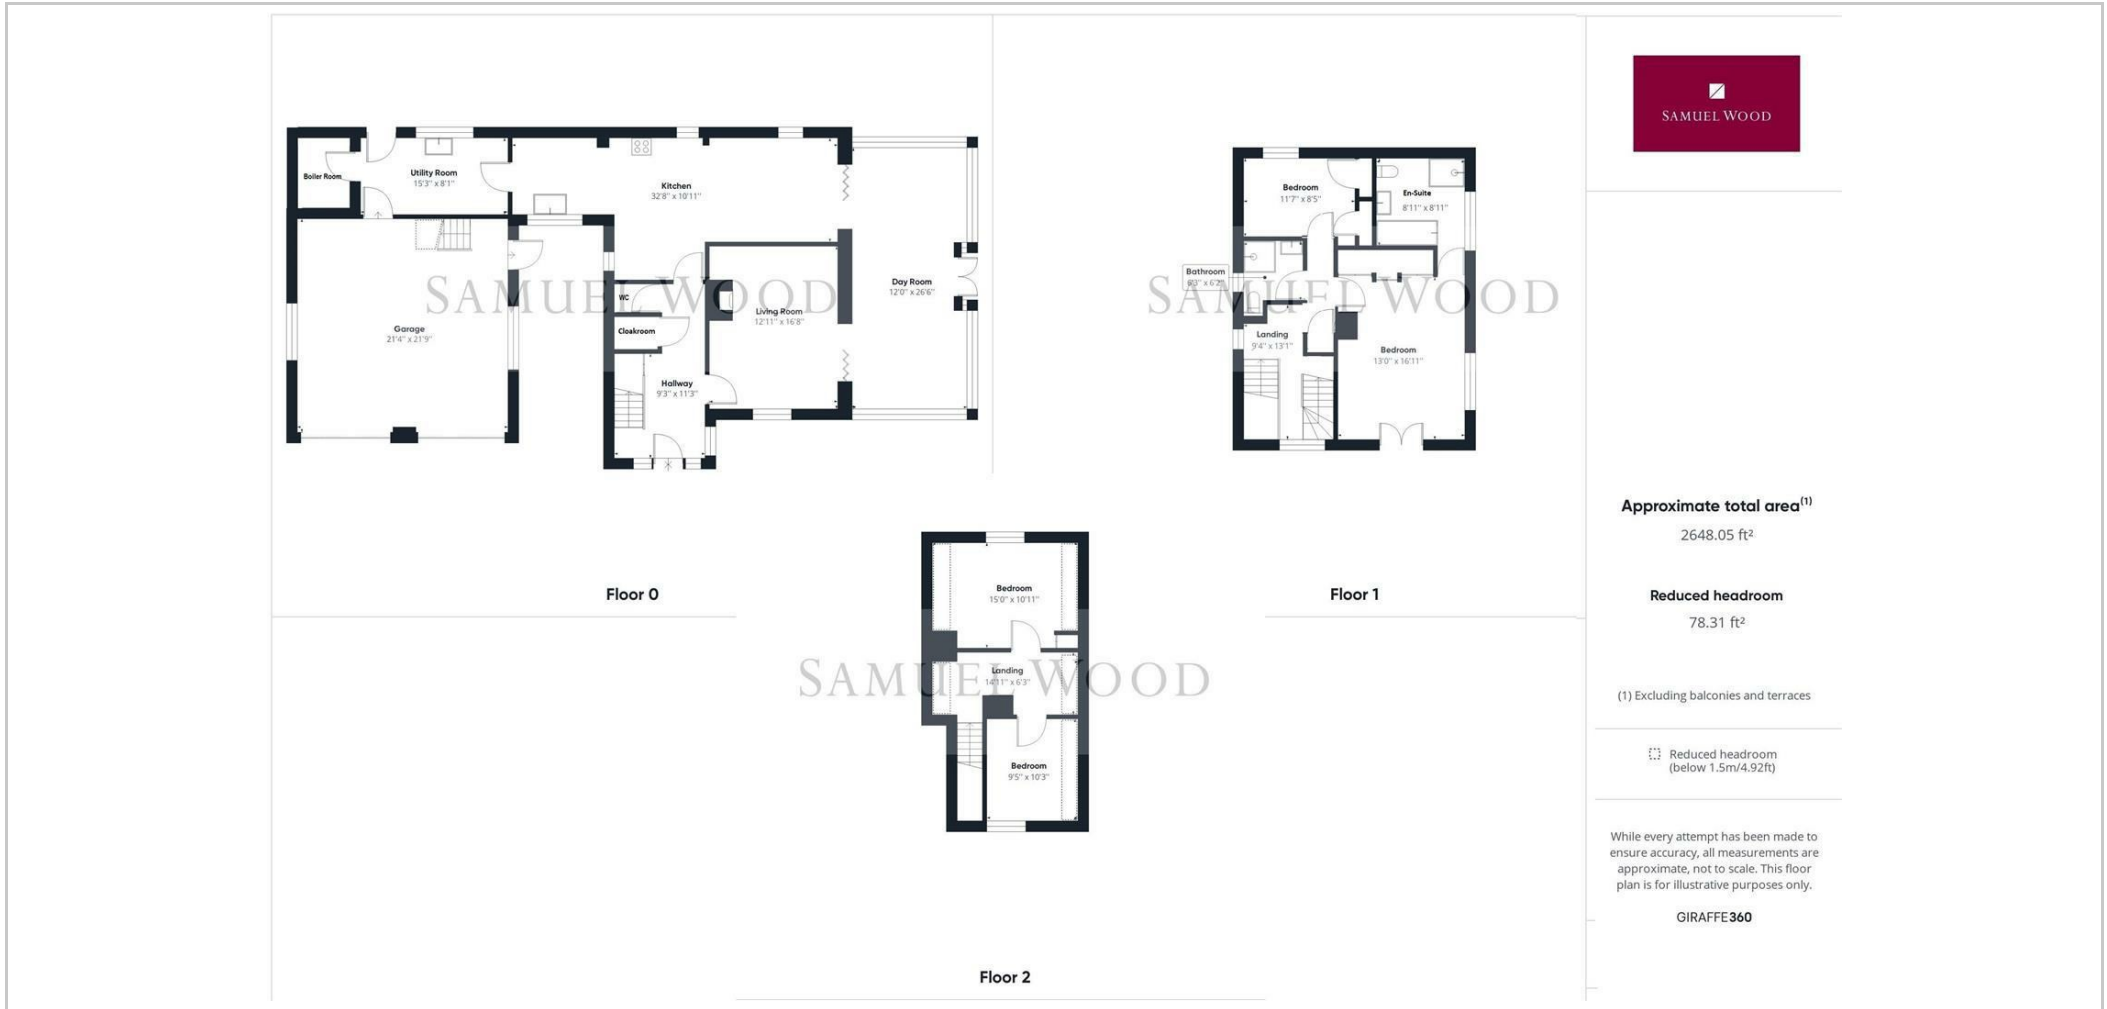 SAMUEL WOOD
Boiler Room
Utility Room
15'3" x 8'1"
Kitchen
32'8" x 10'11"
Day Room
12'0" x 26'6"
WC
Cloakroom
Living Room
12'11" x 16'8"
Garage
21'4" x 21'9"
Hallway
9'3" x 11'3"
SAMUEL WOOD
Floor 0
Bedroom
11'7" x 8'5"
En-Suite
8'11" x 8'11"
Bathroom
6'3" x 6'2"
Landing
9'4" x 13'1"
Bedroom
13'0" x 16'11"
SAMUEL WOOD
Floor 1
Bedroom
15'0" x 10'11"
Landing
14'11" x 6'3"
Bedroom
9'5" x 10'3"
SAMUEL WOOD
Floor 2
Approximate total area(1)
2648.05 ft²
Reduced headroom
78.31 ft²
(1) Excluding balconies and terraces
Reduced headroom
(below 1.5m/4.92ft)
While every attempt has been made to
ensure accuracy, all measurements are
approximate, not to scale. This floor
plan is for illustrative purposes only.
GIRAFFE360